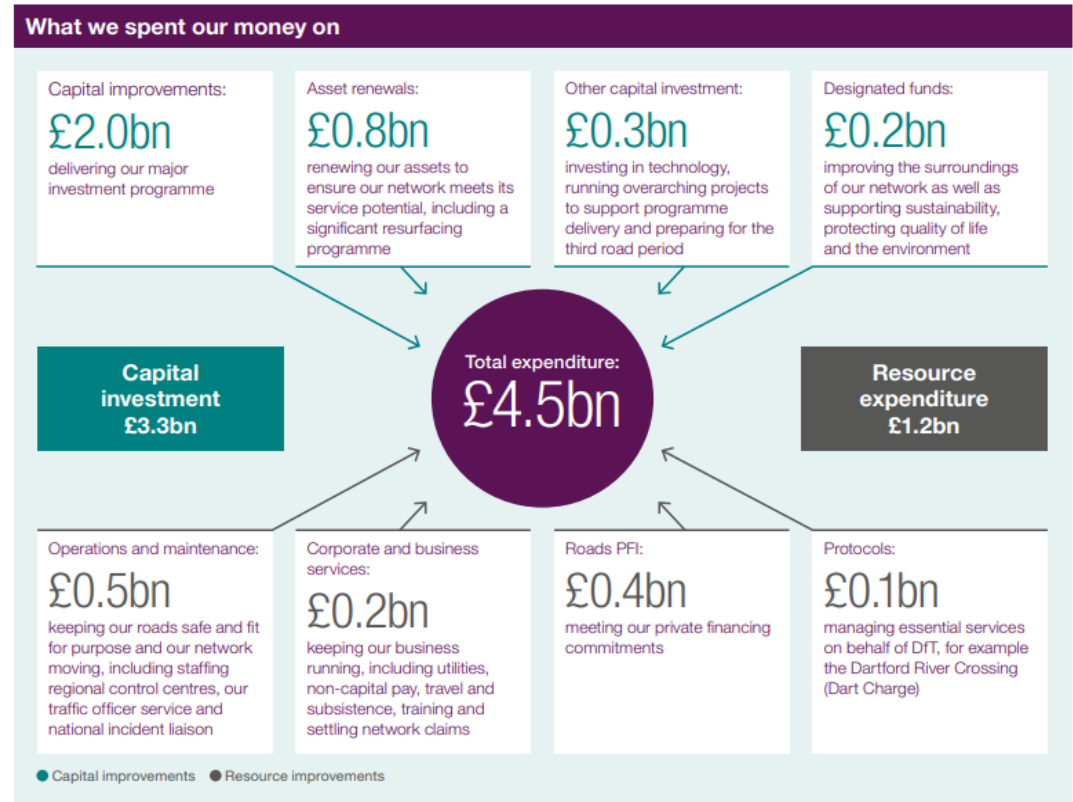 What we spent our money on
Capital improvements:
£2.0bn
delivering our major
investment programme
Asset renewals:
£0.8bn
renewing our assets to
ensure our network meets its
service potential, including a
significant resurfacing
programme
Other capital investment:
£0.3bn
investing in technology,
running overarching projects
to support programme
delivery and preparing for the
third road period
Designated funds:
£0.2bn
improving the surroundings
of our network as well as
supporting sustainability,
protecting quality of life
and the environment
Capital
investment
£3.3bn
Total expenditure:
£4.5bn
Resource
expenditure
£1.2bn
Operations and maintenance:
£0.5bn
keeping our roads safe and fit
for purpose and our network
moving, including staffing
regional control centres, our
traffic officer service and
national incident liaison
Corporate and business
services:
£0.2bn
keeping our business
running, including utilities,
non-capital pay, travel and
subsistence, training and
settling network claims
Roads PFI:
£0.4bn
meeting our private financing
commitments
Protocols:
£0.1bn
managing essential services
on behalf of DfT, for example
the Dartford River Crossing
(Dart Charge)
Capital improvements
Resource improvements